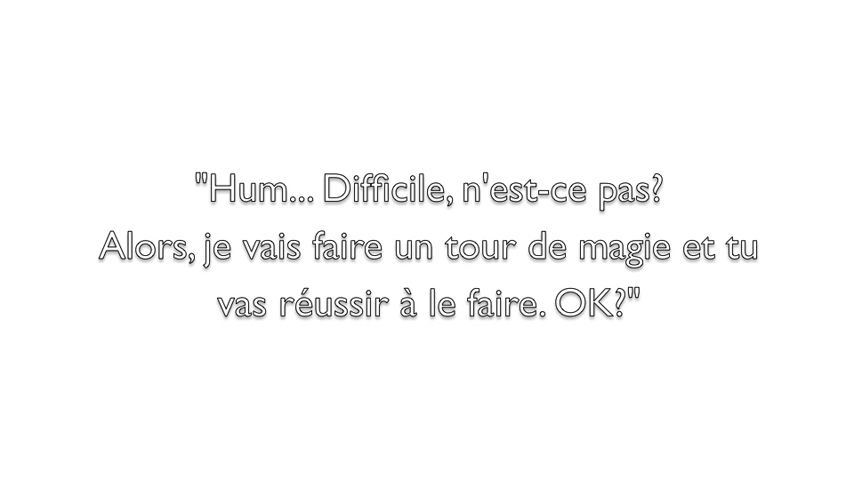 "Hum... Difficile, n'est-ce pas?
Alors, je vais faire un tour de magie et tu
vas réussir à le faire. OK?"